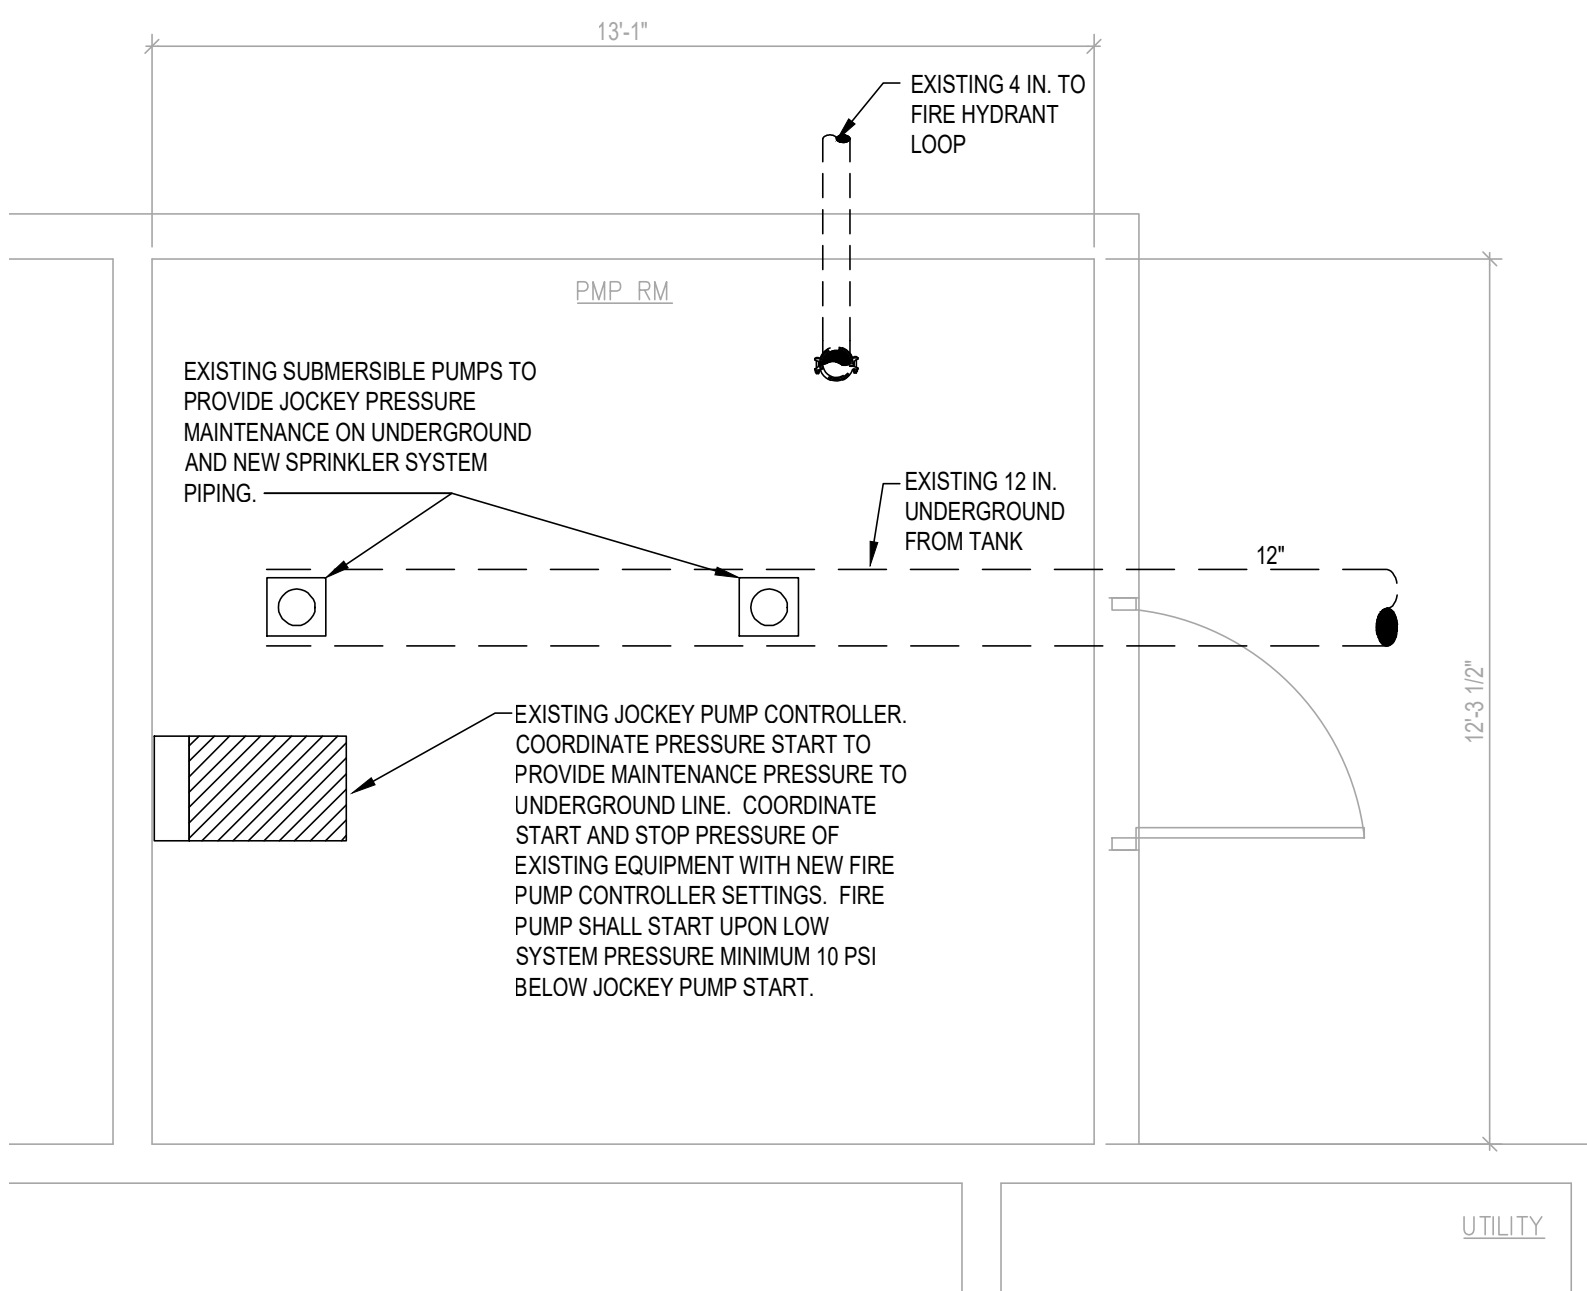 13'-1"
EXISTING 4 IN. TO
FIRE HYDRANT
LOOP
PMP RM
EXISTING SUBMERSIBLE PUMPS TO
PROVIDE JOCKEY PRESSURE
MAINTENANCE ON UNDERGROUND
AND NEW SPRINKLER SYSTEM
PIPING.
EXISTING 12 IN.
UNDERGROUND
FROM TANK
12"
12'-3 1/2"
EXISTING JOCKEY PUMP CONTROLLER.
COORDINATE PRESSURE START TO
PROVIDE MAINTENANCE PRESSURE TO
UNDERGROUND LINE. COORDINATE
START AND STOP PRESSURE OF
EXISTING EQUIPMENT WITH NEW FIRE
PUMP CONTROLLER SETTINGS. FIRE
PUMP SHALL START UPON LOW
SYSTEM PRESSURE MINIMUM 10 PSI
BELOW JOCKEY PUMP START.
UTILITY